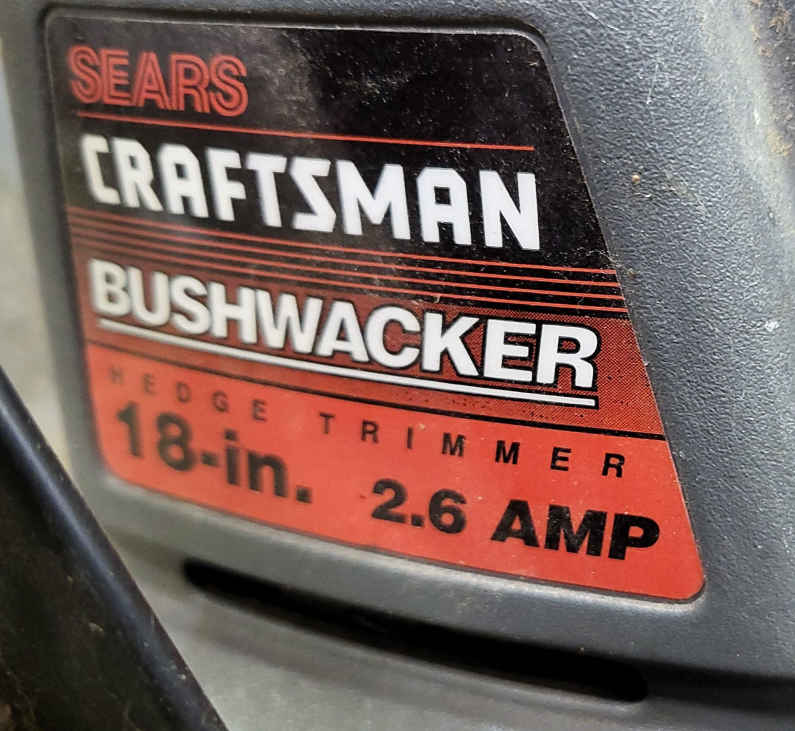 SEARS
CRAFTSMAN
BUSHWACKER
HEDGE TRIMMER
18-in. 2.6 AMP